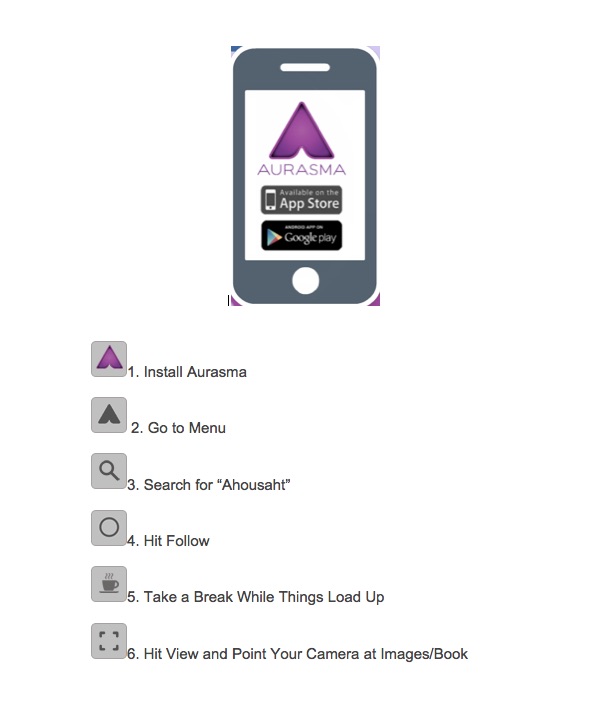 AURASMA
Available on the
App Store
ANDROID APP ON
Google play
1. Install Aurasma
2. Go to Menu
3. Search for “Ahousaht”
4. Hit Follow
5. Take a Break While Things Load Up
6. Hit View and Point Your Camera at Images/Book